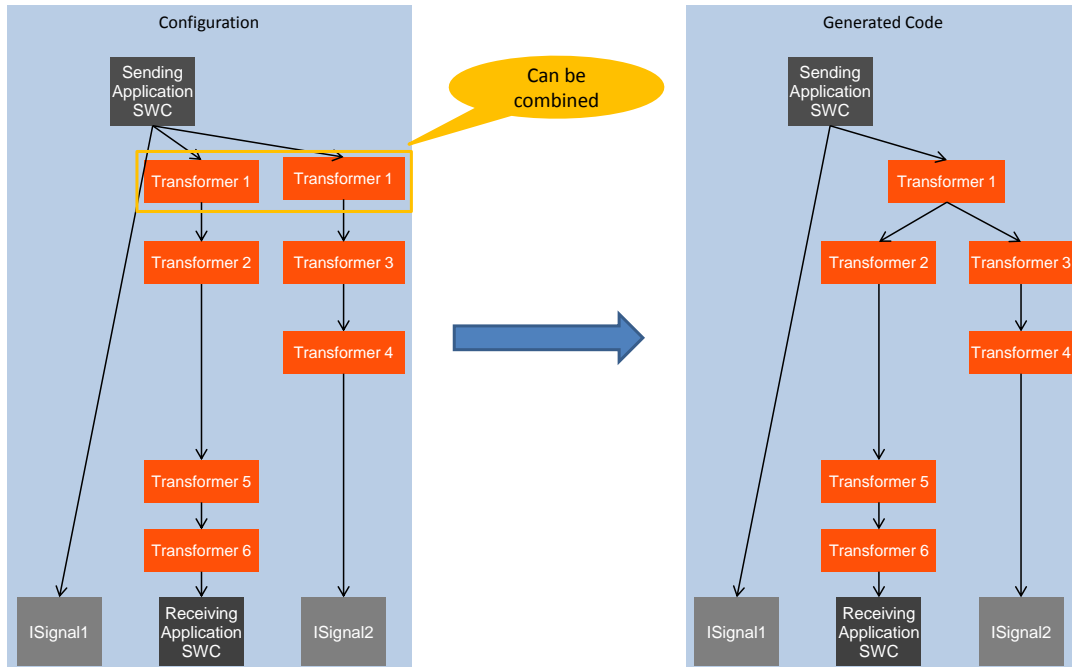 Configuration
Sending
Application
SWC
Can be
combined
Transformer 1
Transformer 1
Transformer 2
Transformer 3
Transformer 4
Transformer 5
Transformer 6
ISignal1
Receiving
Application
SWC
ISignal2
Generated Code
Sending
Application
SWC
Transformer 1
Transformer 2
Transformer 3
Transformer 4
Transformer 5
Transformer 6
ISignal1
Receiving
Application
SWC
ISignal2